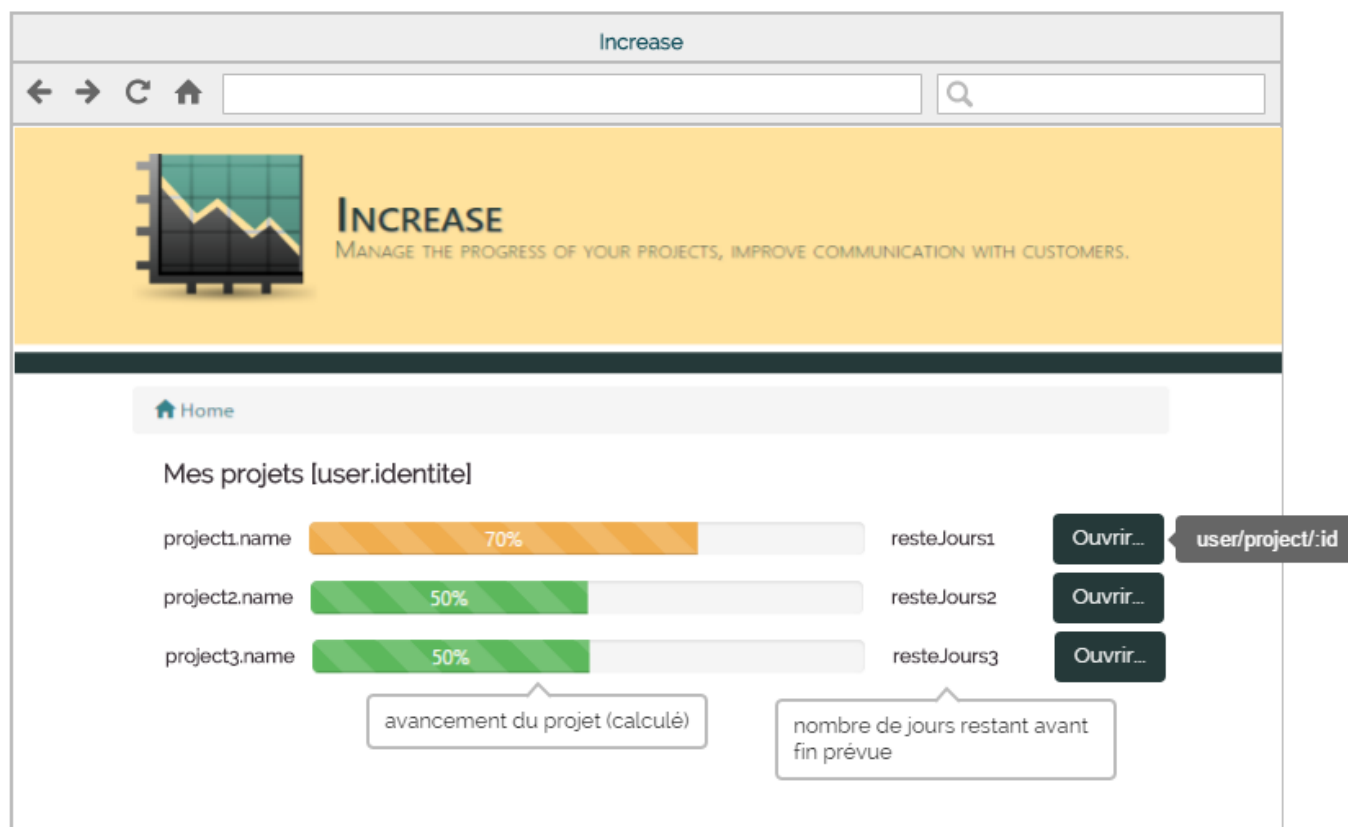 Increase
INCREASE
MANAGE THE PROGRESS OF YOUR PROJECTS, IMPROVE COMMUNICATION WITH CUSTOMERS.
Home
Mes projets [user.identite]
project1.name 70% resteJours1 Ouvrir... user/project/:id
project2.name 50% resteJours2 Ouvrir...
project3.name 50% resteJours3 Ouvrir...
avancement du projet (calculé)
nombre de jours restant avant
fin prévue